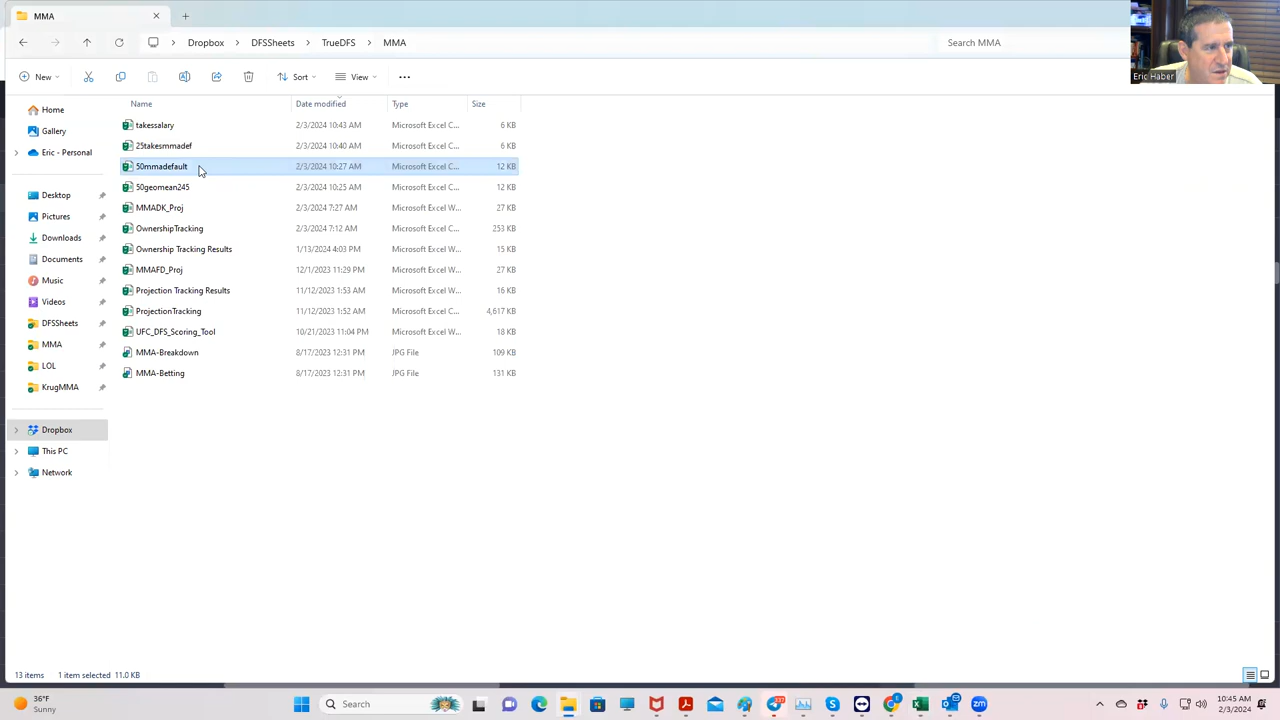 MMA
Dropbox > DFSSheets > TrueDFS > MMA
Search MMA
Eric Haber
New
Sort
View
Name Date modified Type Size
Home
Gallery
Eric - Personal
Desktop
Pictures
Downloads
Documents
Music
Videos
DFSSheets
MMA
LOL
KrugMMA
Dropbox
This PC
Network
takessalary 2/3/2024 10:43 AM Microsoft Excel C... 6 KB
25takesmmadef 2/3/2024 10:40 AM Microsoft Excel C... 6 KB
50mmadefault 2/3/2024 10:27 AM Microsoft Excel C... 12 KB
50geomean245 2/3/2024 10:25 AM Microsoft Excel C... 12 KB
MMADK_Proj 2/3/2024 7:27 AM Microsoft Excel W... 27 KB
OwnershipTracking 2/3/2024 7:12 AM Microsoft Excel C... 253 KB
Ownership Tracking Results 1/13/2024 4:03 PM Microsoft Excel W... 15 KB
MMAFD_Proj 12/1/2023 11:29 PM Microsoft Excel W... 27 KB
Projection Tracking Results 11/12/2023 1:53 AM Microsoft Excel W... 16 KB
ProjectionTracking 11/12/2023 1:52 AM Microsoft Excel C... 4,617 KB
UFC_DFS_Scoring_Tool 10/21/2023 11:04 PM Microsoft Excel W... 18 KB
MMA-Breakdown 8/17/2023 12:31 PM JPG File 109 KB
MMA-Betting 8/17/2023 12:31 PM JPG File 131 KB
13 items 1 item selected 11.0 KB
36°F
Sunny
Search
10:45 AM
2/3/2024